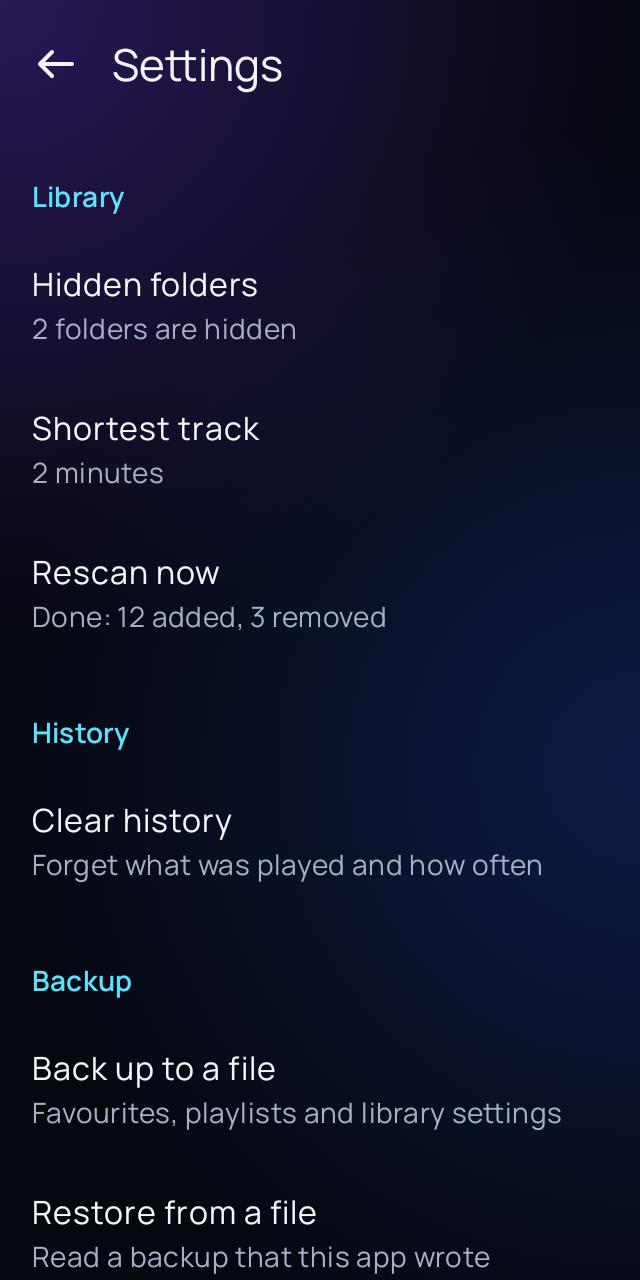 Settings
Library
Hidden folders
2 folders are hidden
Shortest track
2 minutes
Rescan now
Done: 12 added, 3 removed
History
Clear history
Forget what was played and how often
Backup
Back up to a file
Favourites, playlists and library settings
Restore from a file
Read a backup that this app wrote